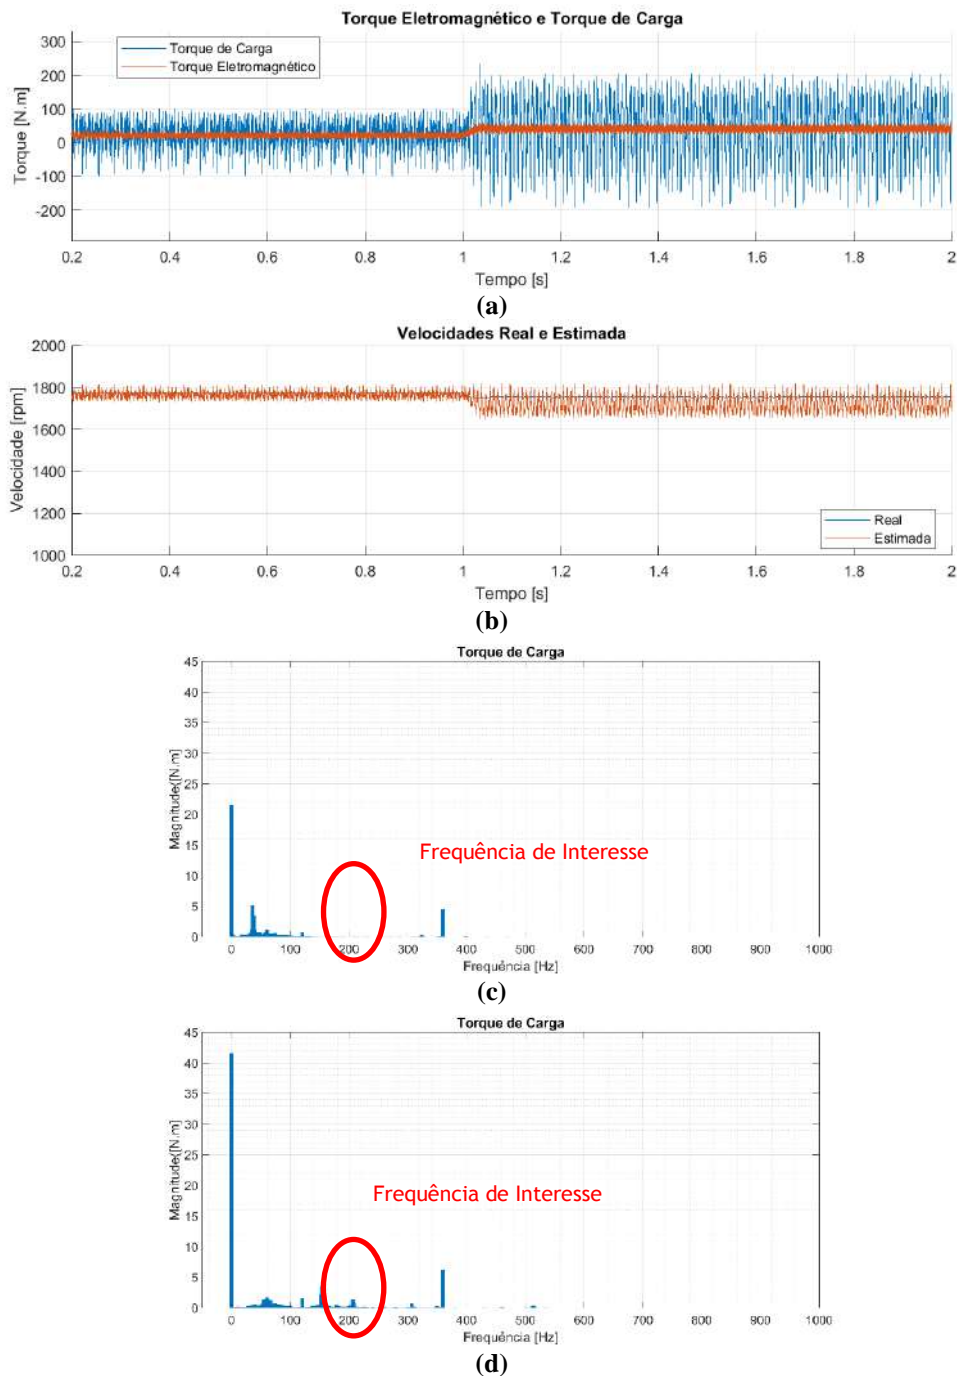 Torque Eletromagnético e Torque de Carga
300
200
100
0
-100
-200
Torque [N.m]
Torque de Carga
Torque Eletromagnético
0.2 0.4 0.6 0.8 1 1.2 1.4 1.6 1.8 2
Tempo [s]
(a)
Velocidades Real e Estimada
2000
1800
1600
1400
1200
1000
Velocidade [rpm]
Real
Estimada
0.2 0.4 0.6 0.8 1 1.2 1.4 1.6 1.8 2
Tempo [s]
(b)
Torque de Carga
45
40
35
30
25
20
15
10
5
0
Magnitude([N.m]
Frequência de Interesse
0 100 200 300 400 500 600 700 800 900 1000
Frequência [Hz]
(c)
Torque de Carga
45
40
35
30
25
20
15
10
5
0
Magnitude([N.m]
Frequência de Interesse
0 100 200 300 400 500 600 700 800 900 1000
Frequência [Hz]
(d)